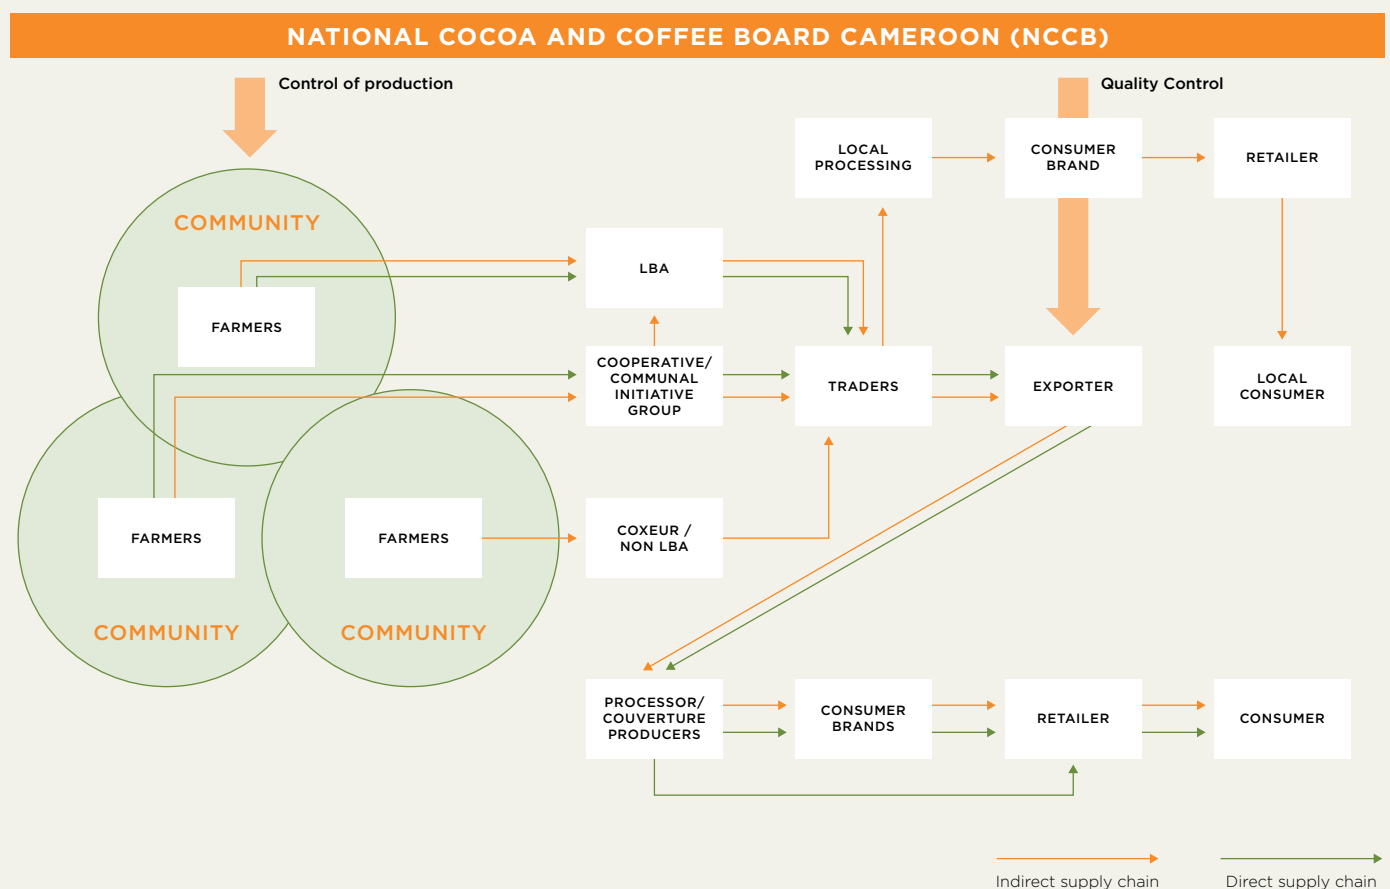 NATIONAL COCOA AND COFFEE BOARD CAMEROON (NCCB)
Control of production
Quality Control
LOCAL
PROCESSING
CONSUMER
BRAND
RETAILER
COMMUNITY
FARMERS
LBA
COOPERATIVE/
COMMUNAL
INITIATIVE
GROUP
TRADERS
EXPORTER
LOCAL
CONSUMER
FARMERS
FARMERS
COXEUR /
NON LBA
COMMUNITY
COMMUNITY
PROCESSOR/
COUVERTURE
PRODUCERS
CONSUMER
BRANDS
RETAILER
CONSUMER
Indirect supply chain
Direct supply chain